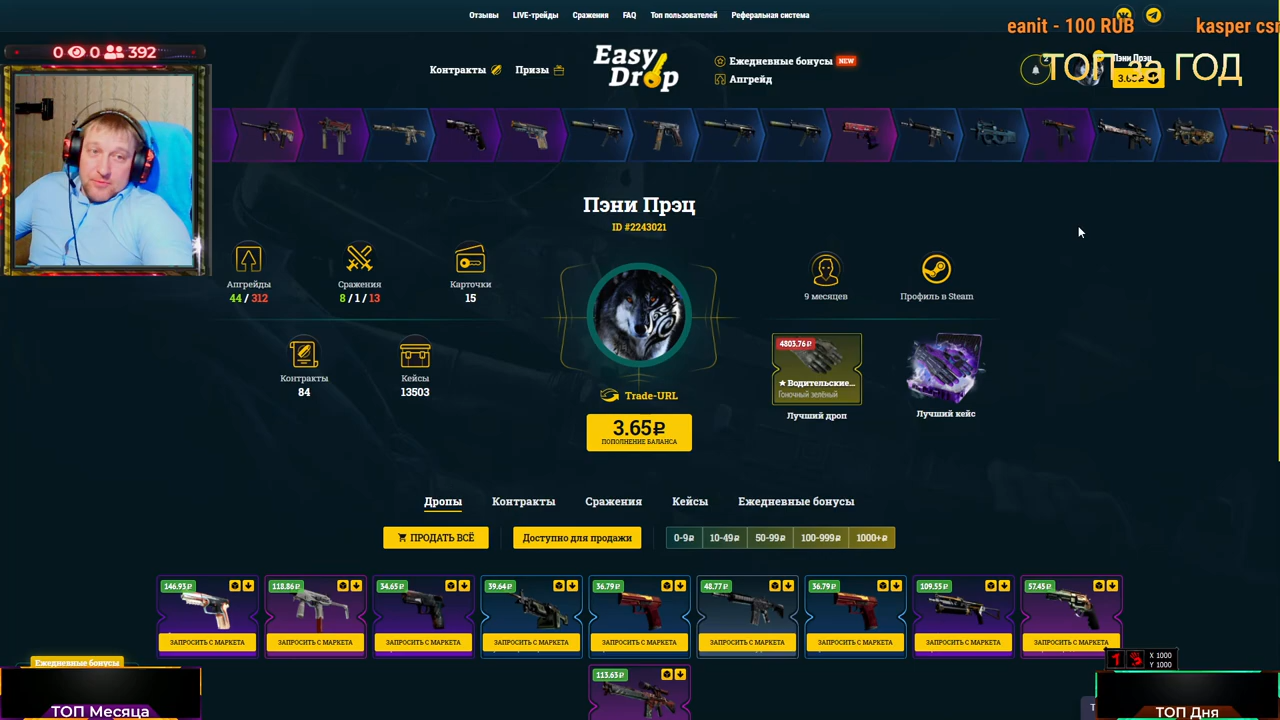 Отзывы LIVE-трейды Сражения FAQ Топ пользователей Реферальная система
eanit - 100 RUB kasper csr
0 0 392
Контракты Призы Easy Drop Ежедневные бонусы NEW
Апгрейд
Пэни Прэц
ТОП за ГОД
Пэни Прэц
ID #2243021
Апгрейды Сражения Карточки
44 / 312 8 / 1 / 13 15
9 месяцев Профиль в Steam
Контракты Кейсы
84 13503
4803.76₽
★ Водительские...
Гоночный зелёный
Лучший дроп Лучший кейс
Trade-URL
3.65₽
ПОПОЛНЕНИЕ БАЛАНСА
Дропы Контракты Сражения Кейсы Ежедневные бонусы
ПРОДАТЬ ВСЁ Доступно для продажи 0-9₽ 10-49₽ 50-99₽ 100-999₽ 1000+₽
146.93₽ 118.86₽ 34.65₽ 39.64₽ 36.79₽ 48.77₽ 36.79₽ 109.55₽ 57.45₽
ЗАПРОСИТЬ С МАРКЕТА ЗАПРОСИТЬ С МАРКЕТА ЗАПРОСИТЬ С МАРКЕТА ЗАПРОСИТЬ С МАРКЕТА ЗАПРОСИТЬ С МАРКЕТА ЗАПРОСИТЬ С МАРКЕТА ЗАПРОСИТЬ С МАРКЕТА ЗАПРОСИТЬ С МАРКЕТА ЗАПРОСИТЬ С МАРКЕТА
Ежедневные бонусы
113.63₽
X 1000
Y 1000
ТОП Месяца
ТОП Дня